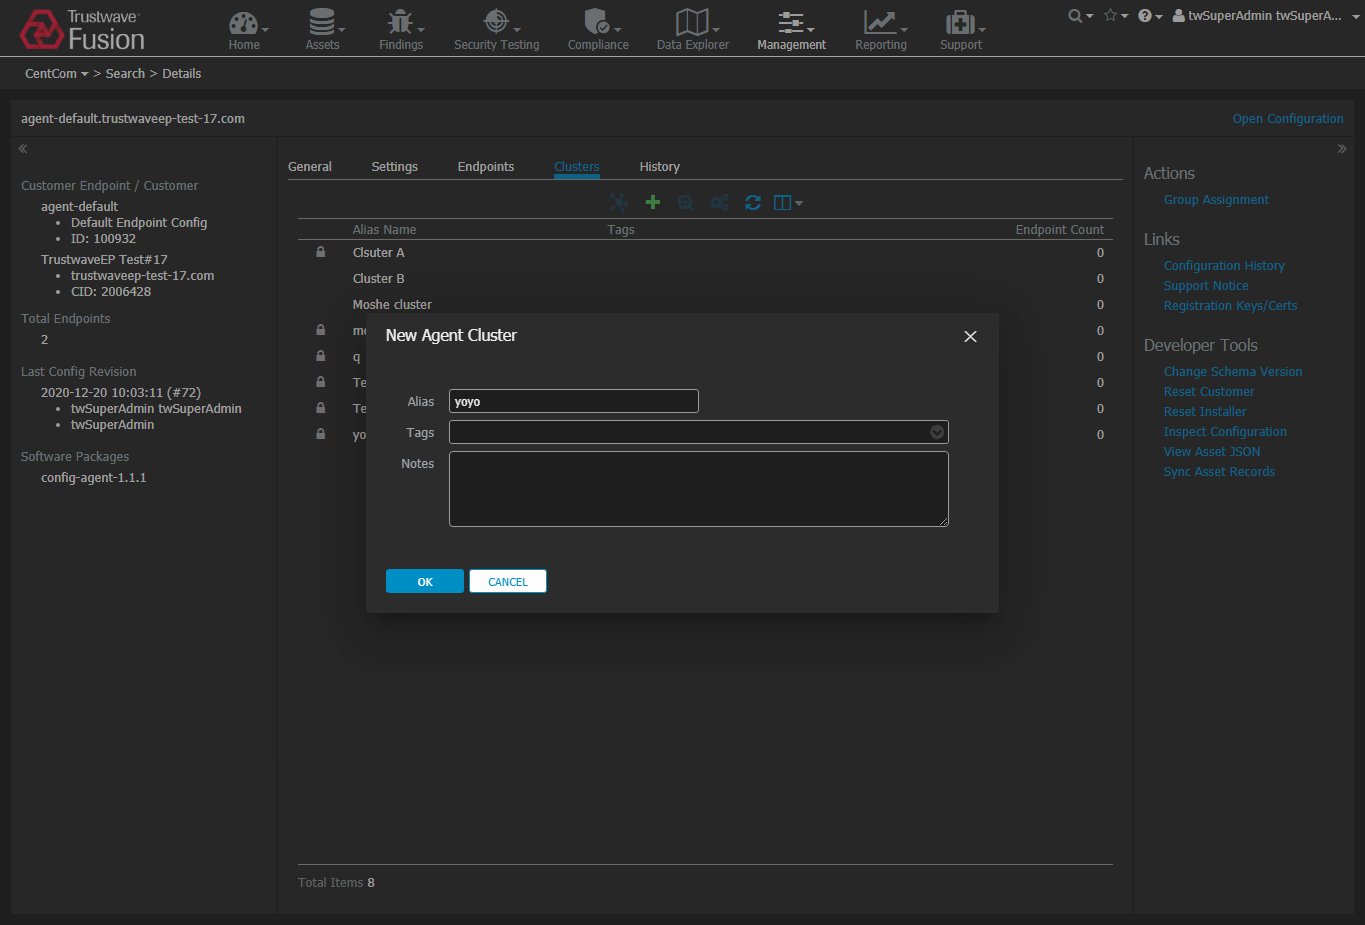 Trustwave
Fusion
Home
Assets
Findings
Security Testing
Compliance
Data Explorer
Management
Reporting
Support
twSuperAdmin twSuperA...
CentCom > Search > Details
agent-default.trustwaveep-test-17.com
Open Configuration
Customer Endpoint / Customer
agent-default
• Default Endpoint Config
• ID: 100932
TrustwaveEP Test#17
• trustwaveep-test-17.com
• CID: 2006428
Total Endpoints
2
Last Config Revision
2020-12-20 10:03:11 (#72)
• twSuperAdmin twSuperAdmin
• twSuperAdmin
Software Packages
config-agent-1.1.1
General Settings Endpoints Clusters History
Alias Name Tags Endpoint Count
Clsuter A 0
Cluster B 0
Moshe cluster 0
0
q 0
Te 0
Te 0
yo 0
New Agent Cluster
Alias yoyo
Tags
Notes
OK CANCEL
Total Items 8
Actions
Group Assignment
Links
Configuration History
Support Notice
Registration Keys/Certs
Developer Tools
Change Schema Version
Reset Customer
Reset Installer
Inspect Configuration
View Asset JSON
Sync Asset Records